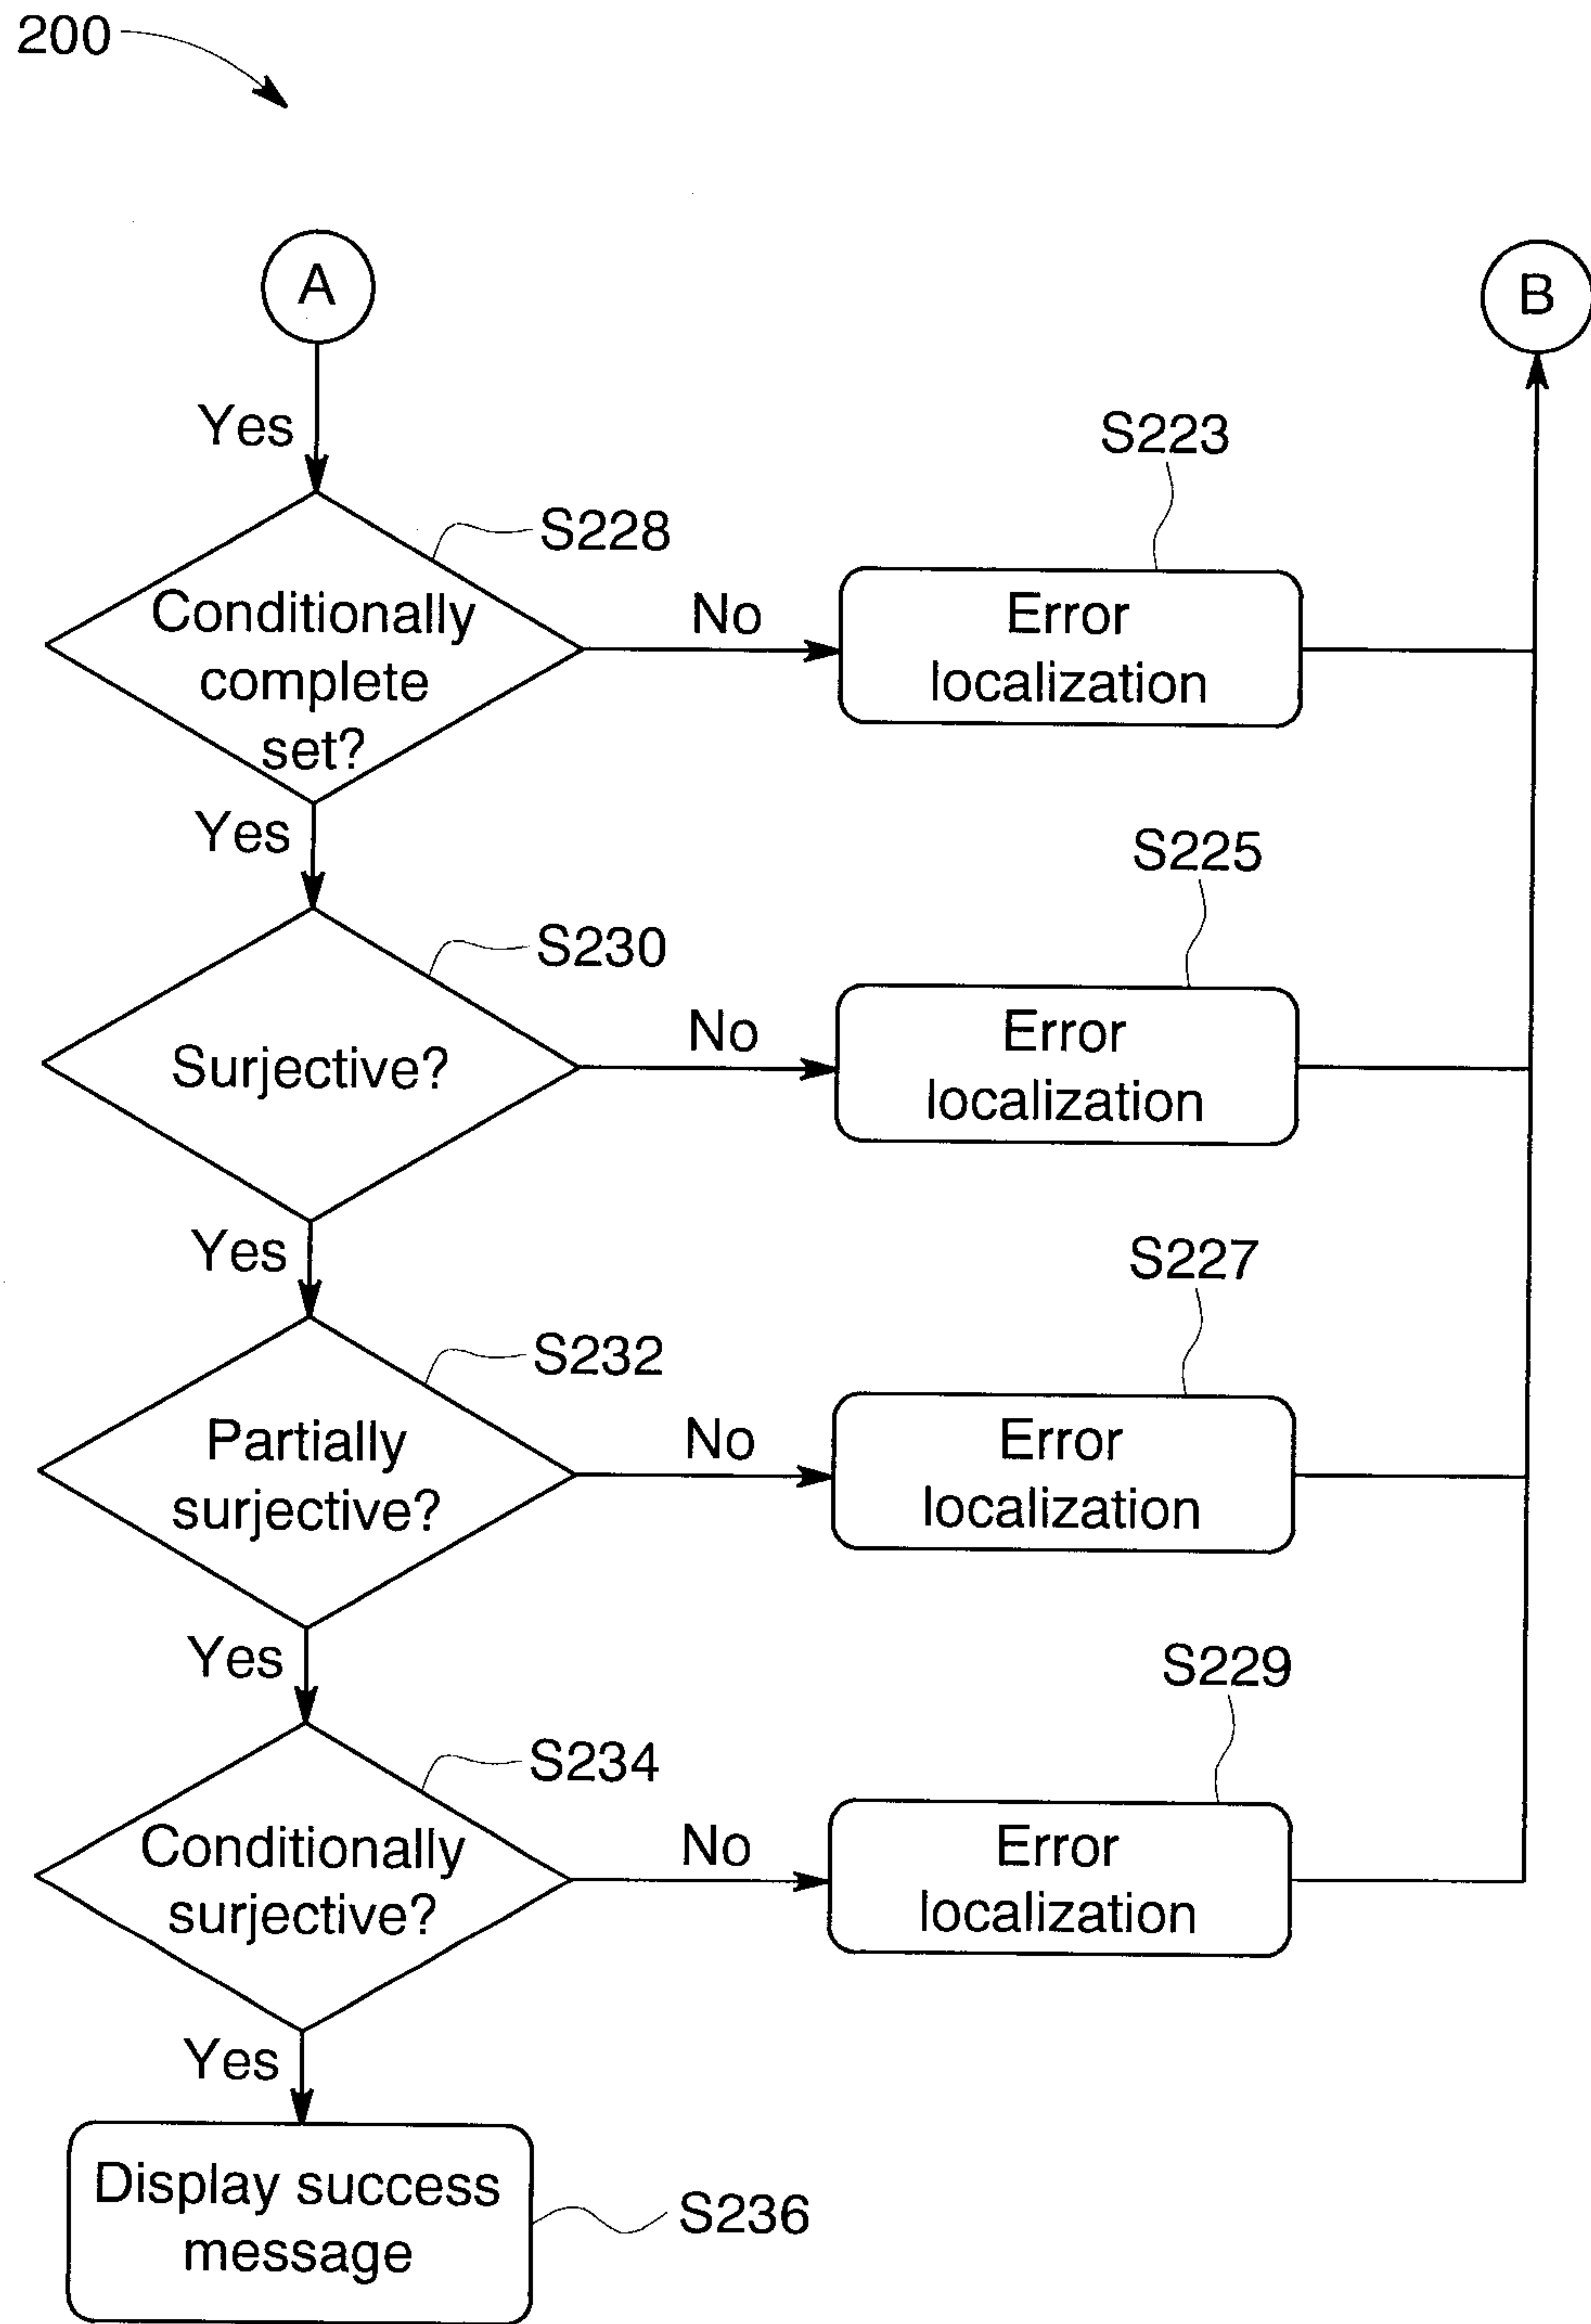 200
A
B
Yes
S223
S228
Conditionally
complete
set?
No
Error
localization
Yes
S225
S230
Surjective?
No
Error
localization
Yes
S227
S232
Partially
surjective?
No
Error
localization
Yes
S229
S234
Conditionally
surjective?
No
Error
localization
Yes
Display success
message
S236